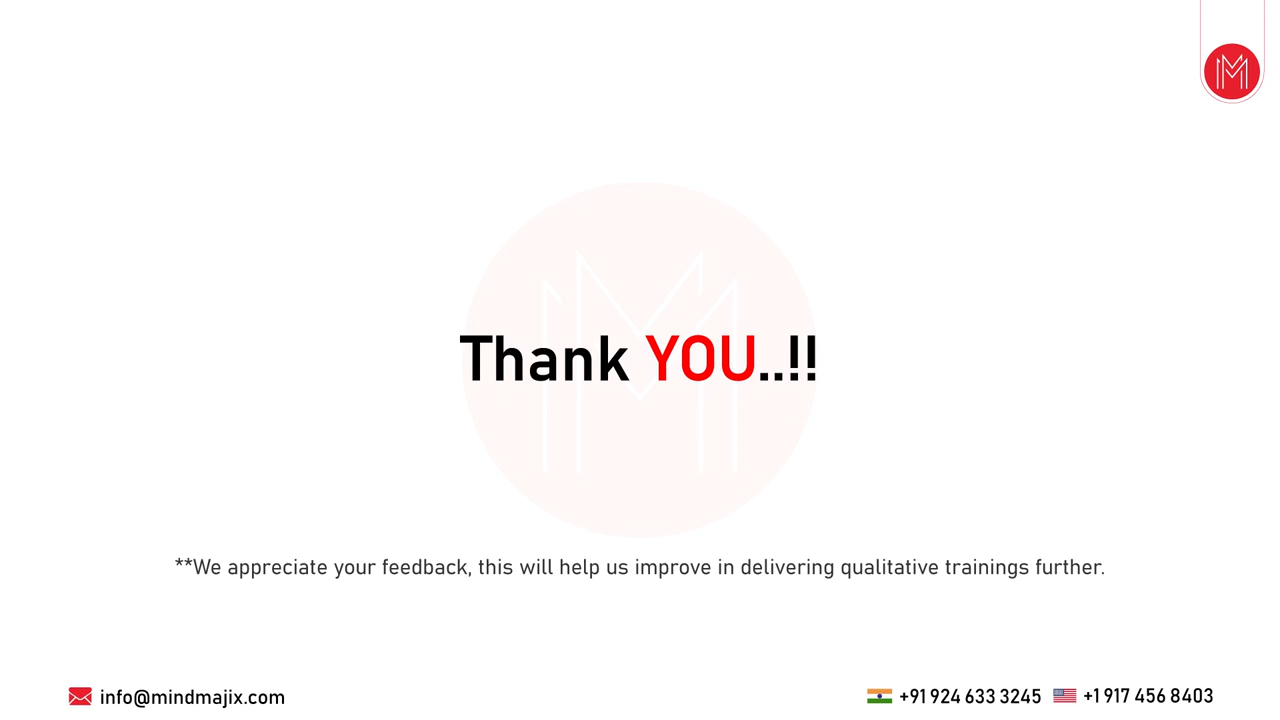 Thank YOU..!!
**We appreciate your feedback, this will help us improve in delivering qualitative trainings further.
info@mindmajix.com +91 924 633 3245 +1 917 456 8403